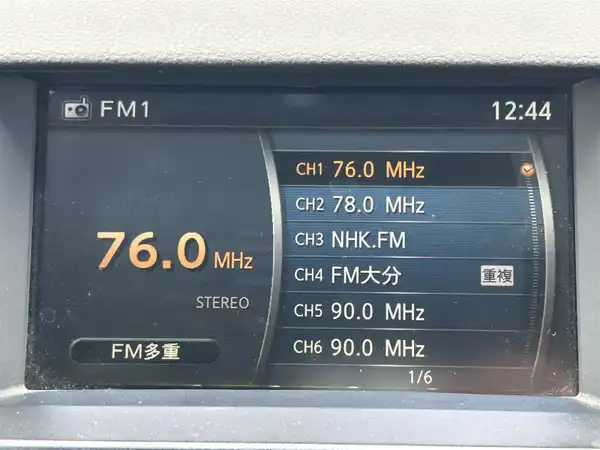 FM1
12:44
76.0 MHz
STEREO
FM多重
CH1 76.0 MHz
CH2 78.0 MHz
CH3 NHK.FM
CH4 FM大分 重複
CH5 90.0 MHz
CH6 90.0 MHz
1/6